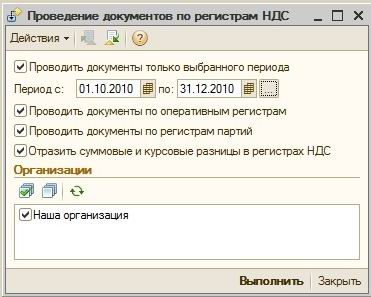 Проведение документов по регистрам НДС
Действия
Проводить документы только выбранного периода
Период с: 01.10.2010 по: 31.12.2010 ...
Проводить документы по оперативным регистрам
Проводить документы по регистрам партий
Отразить суммовые и курсовые разницы в регистрах НДС
Организации
Наша организация
Выполнить Закрыть